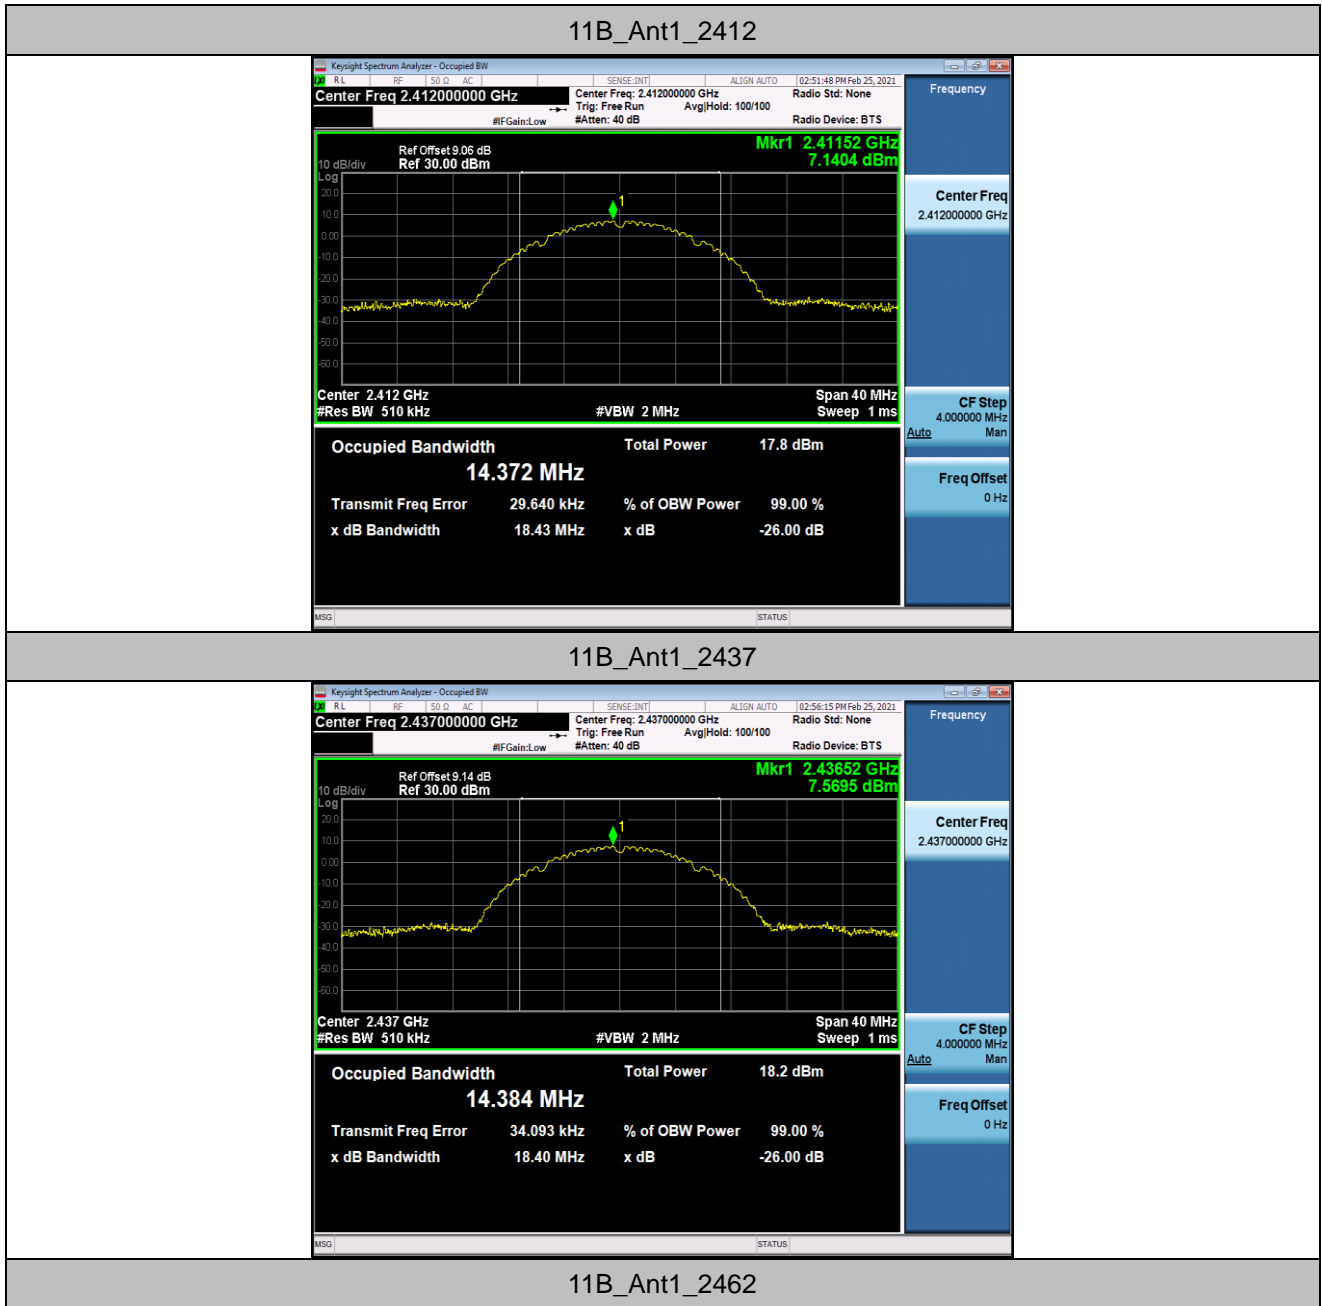 11B_Ant1_2412
Keysight Spectrum Analyzer - Occupied BW
RL RF 50 Ω AC SENSE:INT ALIGN AUTO 02:51:48 PM Feb 25, 2021
Center Freq 2.412000000 GHz
Center Freq: 2.412000000 GHz Radio Std: None
Trig: Free Run Avg|Hold: 100/100
#IFGain:Low #Atten: 40 dB Radio Device: BTS
Frequency
Mkr1 2.41152 GHz
7.1404 dBm
Ref Offset 9.06 dB
10 dB/div Ref 30.00 dBm
Log
20.0
10.0
0.00
-10.0
-20.0
-30.0
-40.0
-50.0
-60.0
1
Center 2.412 GHz Span 40 MHz
#Res BW 510 kHz #VBW 2 MHz Sweep 1 ms
Center Freq
2.412000000 GHz
CF Step
4.000000 MHz
Auto Man
Freq Offset
0 Hz
Occupied Bandwidth Total Power 17.8 dBm
14.372 MHz
Transmit Freq Error 29.640 kHz % of OBW Power 99.00 %
x dB Bandwidth 18.43 MHz x dB -26.00 dB
MSG STATUS
11B_Ant1_2437
Keysight Spectrum Analyzer - Occupied BW
RL RF 50 Ω AC SENSE:INT ALIGN AUTO 02:56:15 PM Feb 25, 2021
Center Freq 2.437000000 GHz
Center Freq: 2.437000000 GHz Radio Std: None
Trig: Free Run Avg|Hold: 100/100
#IFGain:Low #Atten: 40 dB Radio Device: BTS
Frequency
Mkr1 2.43652 GHz
7.5695 dBm
Ref Offset 9.14 dB
10 dB/div Ref 30.00 dBm
Log
20.0
10.0
0.00
-10.0
-20.0
-30.0
-40.0
-50.0
-60.0
1
Center 2.437 GHz Span 40 MHz
#Res BW 510 kHz #VBW 2 MHz Sweep 1 ms
Center Freq
2.437000000 GHz
CF Step
4.000000 MHz
Auto Man
Freq Offset
0 Hz
Occupied Bandwidth Total Power 18.2 dBm
14.384 MHz
Transmit Freq Error 34.093 kHz % of OBW Power 99.00 %
x dB Bandwidth 18.40 MHz x dB -26.00 dB
MSG STATUS
11B_Ant1_2462